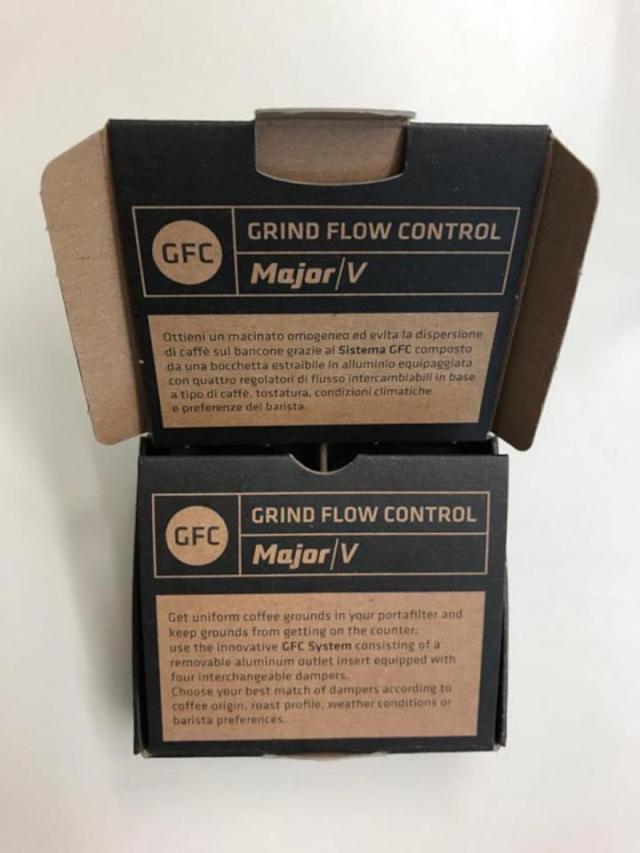 GFC
GRIND FLOW CONTROL
Major/V
Ottieni un macinato omogeneo ed evita la dispersione
di caffè sul bancone grazie al Sistema GFC composto
da una bocchetta estraibile in alluminio equipaggiata
con quattro regolatori di flusso intercambiabili in base
a tipo di caffè, tostatura, condizioni climatiche
e preferenze del barista.
GFC
GRIND FLOW CONTROL
Major/V
Get uniform coffee grounds in your portafilter and
keep grounds from getting on the counter:
use the innovative GFC System consisting of a
removable aluminum outlet insert equipped with
four interchangeable dampers.
Choose your best match of dampers according to
coffee origin, roast profile, weather conditions or
barista preferences.